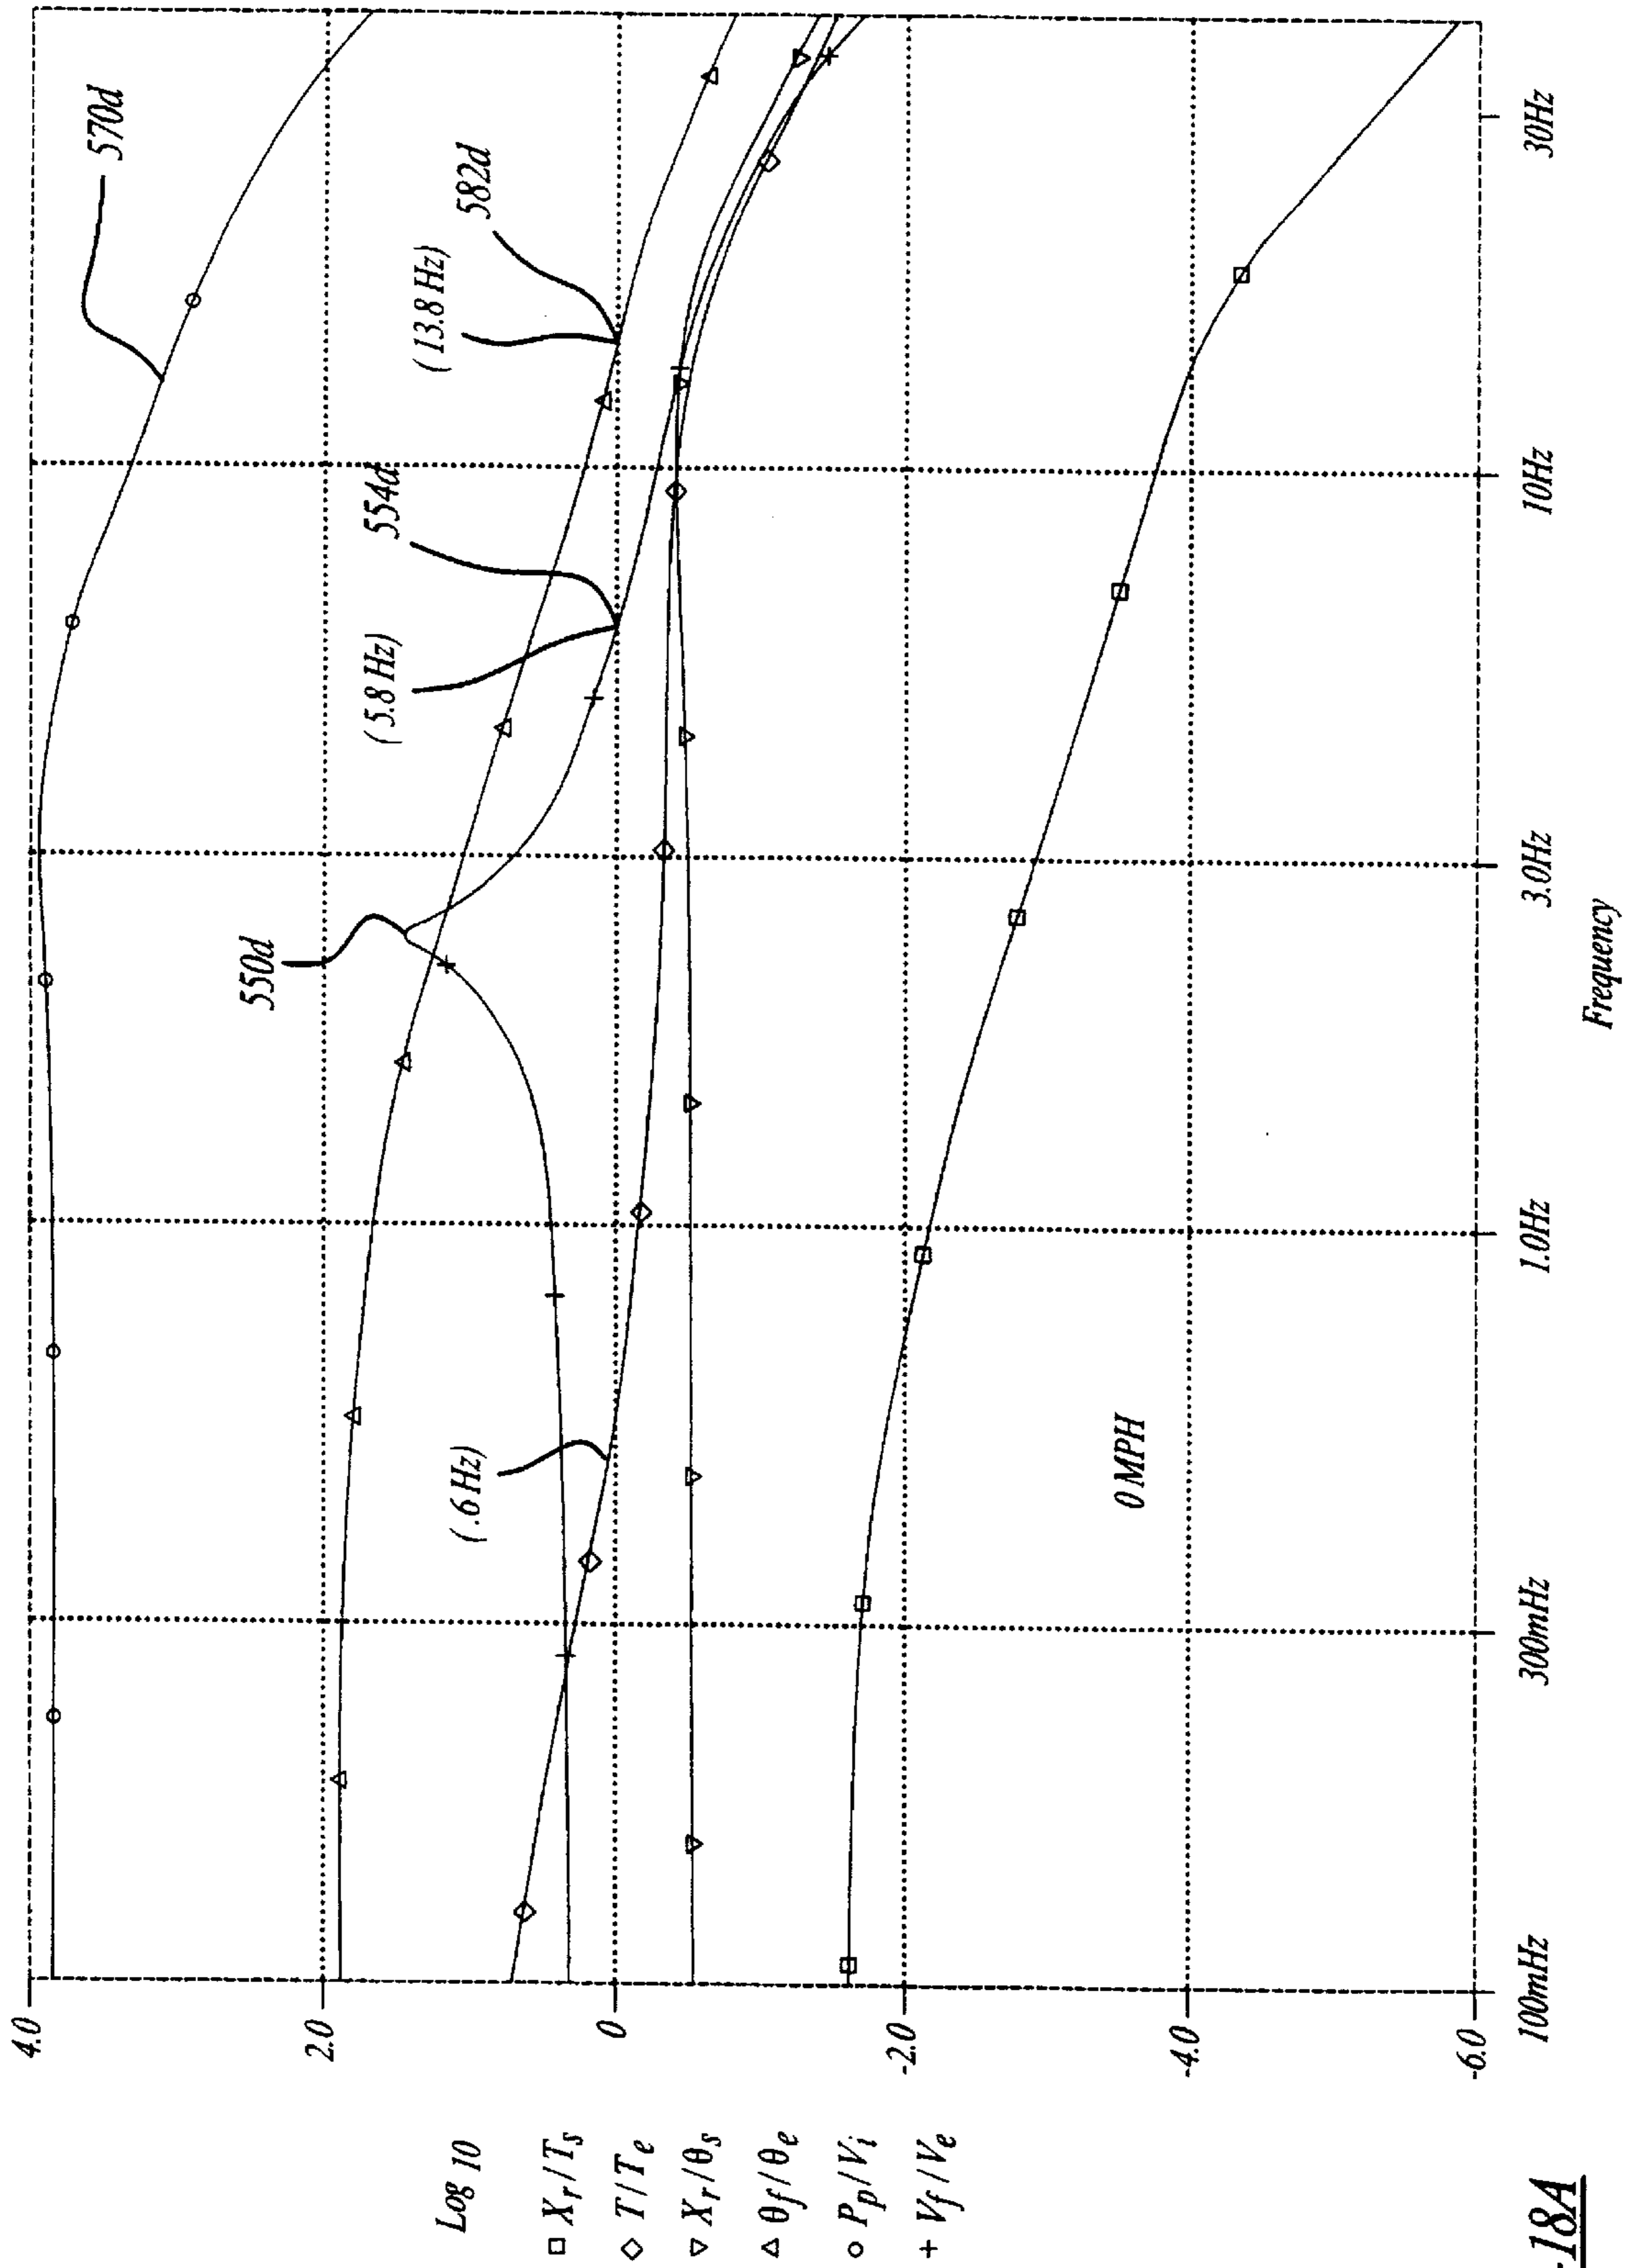 4.0
2.0
0
-2.0
-4.0
-6.0
100mHz
300mHz
1.0Hz
3.0Hz
10Hz
30Hz
Frequency
570d
582d
(13.8 Hz)
554d
(5.8 Hz)
550d
(.6 Hz)
0 MPH
Log 10
□ Xr/Ts
◇ T/Te
▽ Xr/θs
△ θf/θe
○ Pp/Vi
+ Vf/Ve
-18A